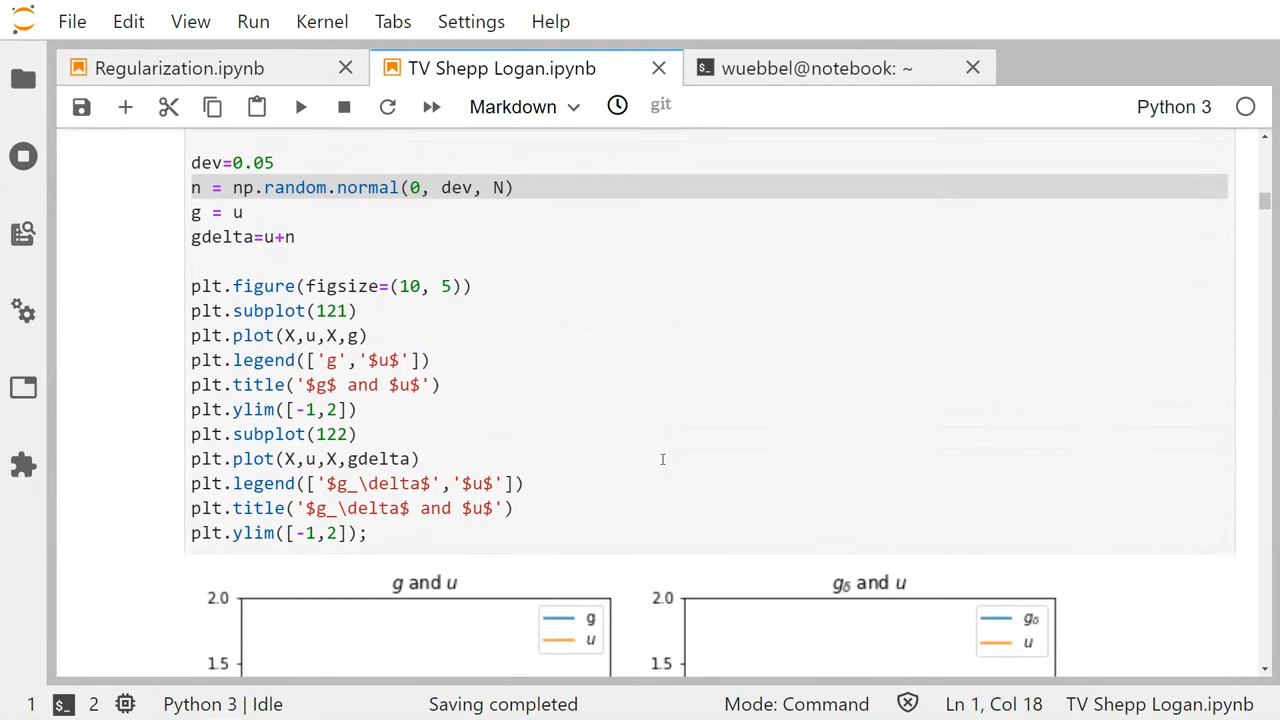 File Edit View Run Kernel Tabs Settings Help
Regularization.ipynb TV Shepp Logan.ipynb wuebbel@notebook: ~
Markdown git Python 3
dev=0.05
n = np.random.normal(0, dev, N)
g = u
gdelta=u+n
plt.figure(figsize=(10, 5))
plt.subplot(121)
plt.plot(X,u,X,g)
plt.legend(['g','$u$'])
plt.title('$g$ and $u$')
plt.ylim([-1,2])
plt.subplot(122)
plt.plot(X,u,X,gdelta)
plt.legend(['$g_\delta$','$u$'])
plt.title('$g_\delta$ and $u$')
plt.ylim([-1,2]);
g and u gδ and u
2.0 g 2.0 gδ
u u
1.5 1.5
1 2 Python 3 | Idle Saving completed Mode: Command Ln 1, Col 18 TV Shepp Logan.ipynb